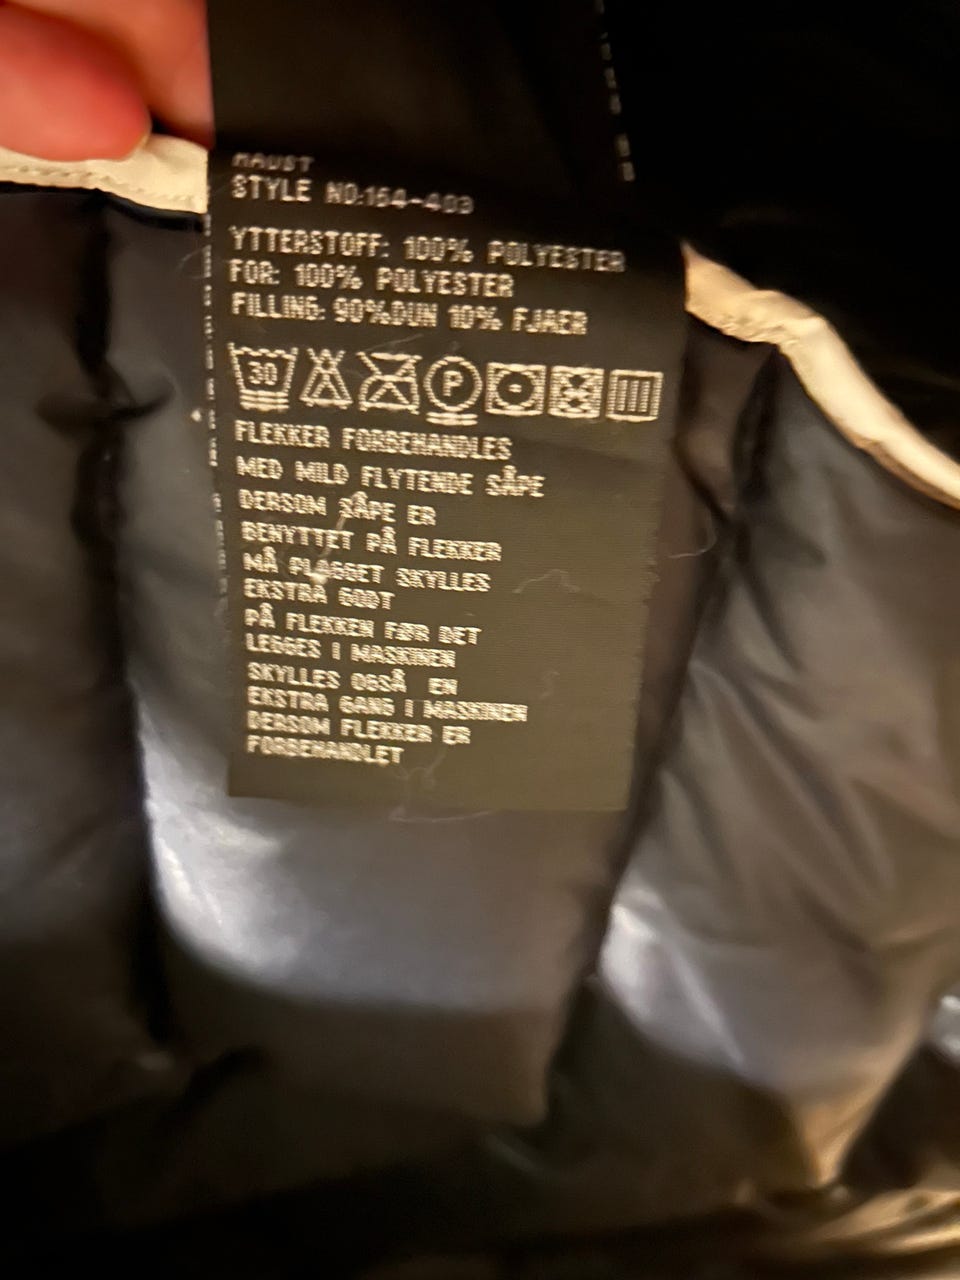 HAUST
STYLE NO:164-403
YTTERSTOFF: 100% POLYESTER
FOR: 100% POLYESTER
FILLING: 90%DUN 10% FJAER
30 P
FLEKKER FORBEHANDLES
MED MILD FLYTENDE SÅPE
DERSOM SÅPE ER
BENYTTET PÅ FLEKKER
MÅ PLAGGET SKYLLES
EKSTRA GODT
PÅ FLEKKEN FØR DET
LEGGES I MASKINEN
SKYLLES OGSÅ EN
EKSTRA GANG I MASKINEN
DERSOM FLEKKER ER
FORBEHANDLET